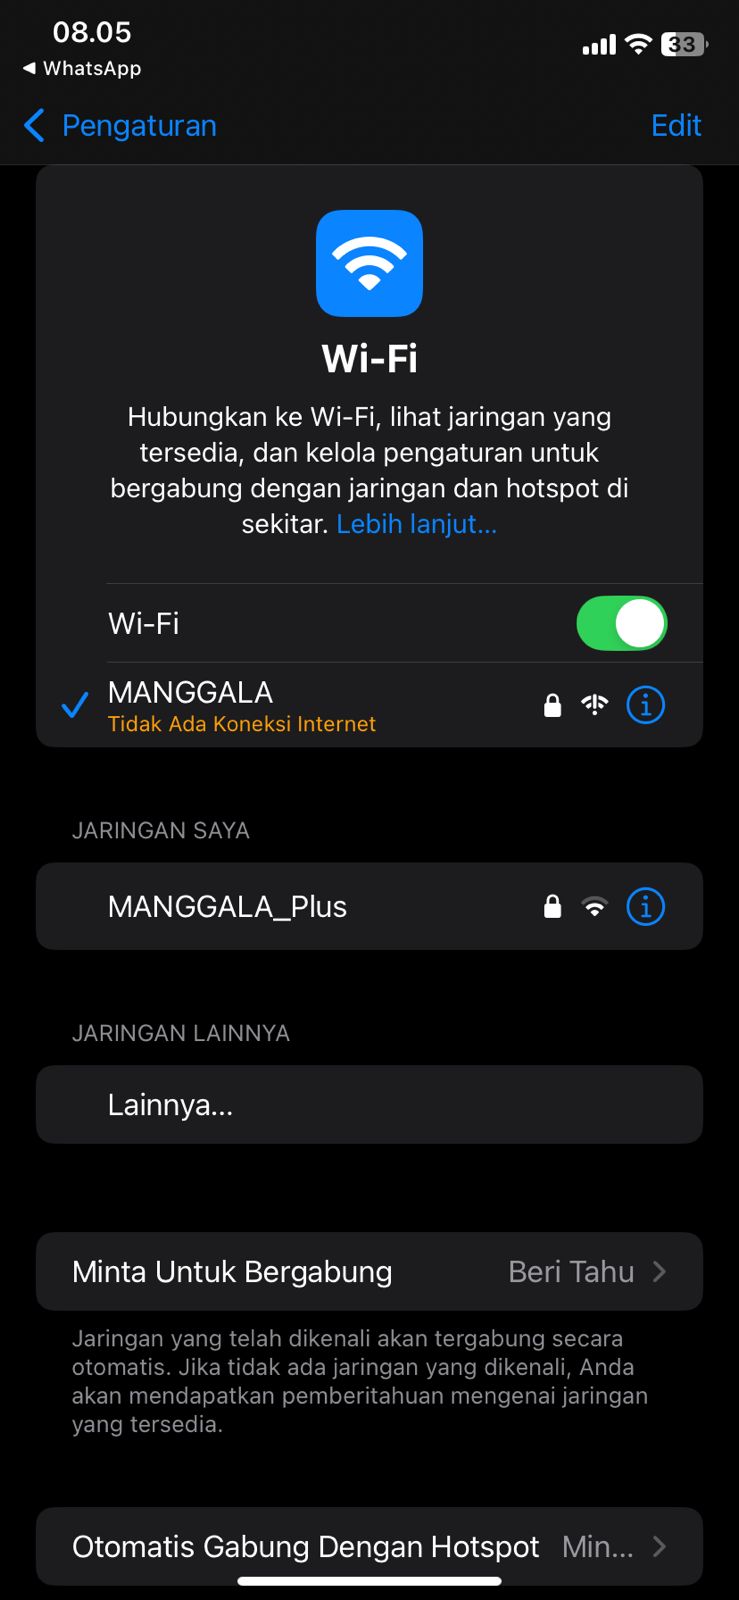 08.05
WhatsApp
33
Pengaturan
Edit
Wi-Fi
Hubungkan ke Wi-Fi, lihat jaringan yang
tersedia, dan kelola pengaturan untuk
bergabung dengan jaringan dan hotspot di
sekitar. Lebih lanjut...
Wi-Fi
MANGGALA
Tidak Ada Koneksi Internet
JARINGAN SAYA
MANGGALA_Plus
JARINGAN LAINNYA
Lainnya...
Minta Untuk Bergabung Beri Tahu
Jaringan yang telah dikenali akan tergabung secara
otomatis. Jika tidak ada jaringan yang dikenali, Anda
akan mendapatkan pemberitahuan mengenai jaringan
yang tersedia.
Otomatis Gabung Dengan Hotspot Min...